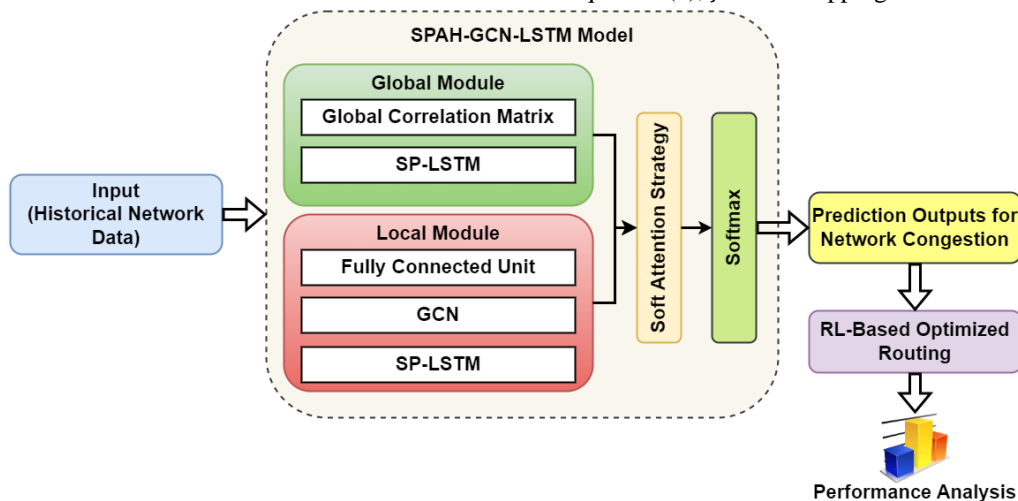 SPAH-GCN-LSTM Model
Global Module
Global Correlation Matrix
SP-LSTM
Input
(Historical Network
Data)
Local Module
Fully Connected Unit
GCN
SP-LSTM
Soft Attention Strategy
Softmax
Prediction Outputs for
Network Congestion
RL-Based Optimized
Routing
Performance Analysis